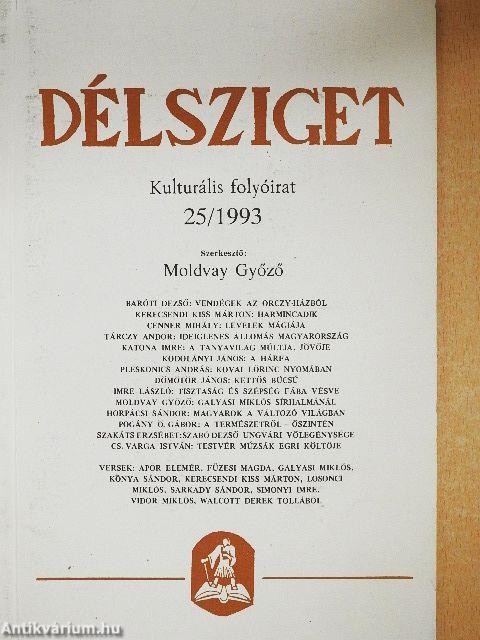 DÉLSZIGET
Kulturális folyóirat
25/1993
Szerkesztő:
Moldvay Győző
BARÓTI DEZSŐ: VENDÉGEK AZ ORCZY-HÁZBÓL
KERECSENDI KISS MÁRTON: HARMINCADIK
CENNER MIHÁLY: LEVELEK MÁGIÁJA
TÁRCZY ANDOR: IDEIGLENES ÁLLOMÁS MAGYARORSZÁG
KATONA IMRE: A TANYAVILÁG MÚLTJA, JÖVŐJE
KODOLÁNYI JÁNOS: A HÁRFA
PLESKONICS ANDRÁS: KOVAI LŐRINC NYOMÁBAN
DÖMÖTÖR JÁNOS: KETTŐS BÚCSÚ
IMRE LÁSZLÓ: TISZTASÁG ÉS SZÉPSÉG FÁBA VÉSVE
MOLDVAY GYŐZŐ: GALYASI MIKLÓS SÍRHALMÁNÁL
HORPÁCSI SÁNDOR: MAGYAROK A VÁLTOZÓ VILÁGBAN
POGÁNY Ö. GÁBOR: A TERMÉSZETRŐL – ŐSZINTÉN
SZAKÁTS ERZSÉBET:SZABÓ DEZSŐ UNGVÁRI VŐLEGÉNYSÉGE
CS. VARGA ISTVÁN: TESTVÉR MÚZSÁK EGRI KÖLTŐJE
VERSEK: APOR ELEMÉR, FÜZESI MAGDA, GALYASI MIKLÓS,
KÓNYA SÁNDOR, KERECSENDI KISS MÁRTON, LOSONCI
MIKLÓS, SARKADY SÁNDOR, SIMONYI IMRE,
VIDOR MIKLÓS, WALCOTT DEREK TOLLÁBÓL
Antikvárium.hu